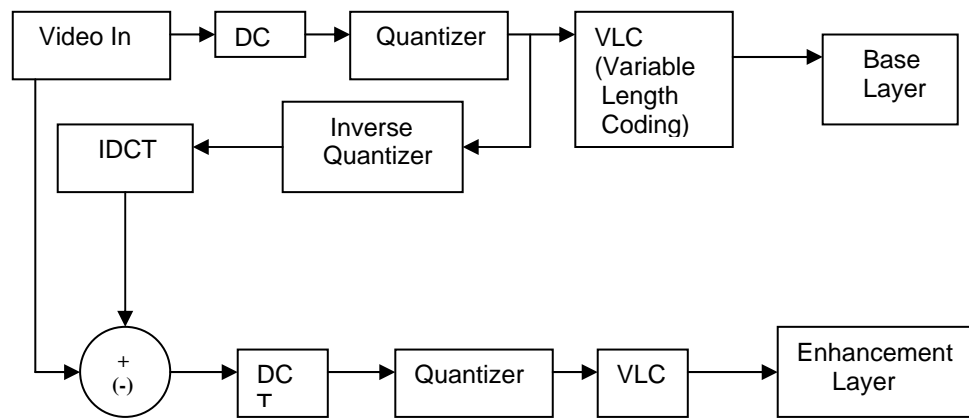 Video In
DC
Quantizer
VLC
(Variable
Length
Coding)
Base
Layer
IDCT
Inverse
Quantizer
+
(-)
DC
T
Quantizer
VLC
Enhancement
Layer